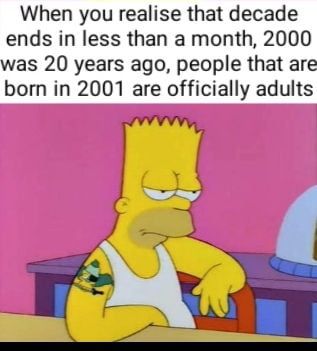 When you realise that decade
ends in less than a month, 2000
was 20 years ago, people that are
born in 2001 are officially adults